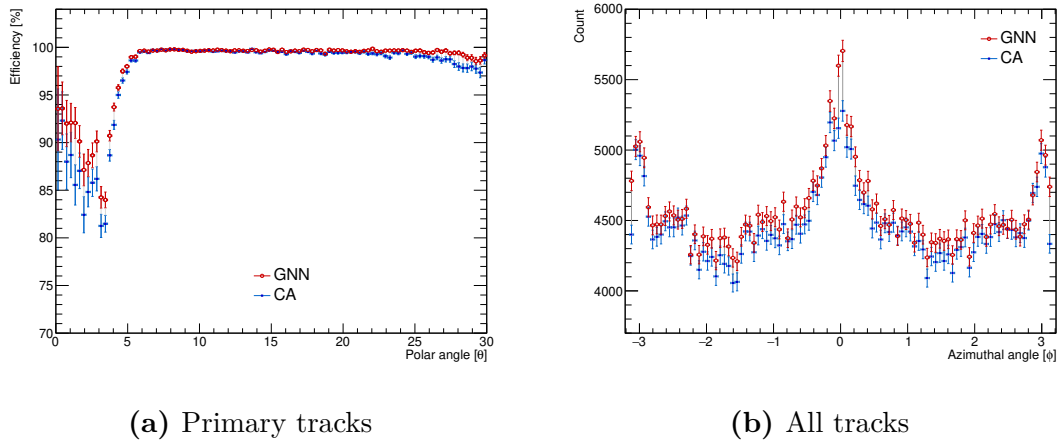 Efficiency [%]
100
95
90
85
80
75
70
GNN
CA
0 5 10 15 20 25 30
Polar angle [θ]
Count
6000
5500
5000
4500
4000
GNN
CA
−3 −2 −1 0 1 2 3
Azimuthal angle [ϕ]
(a) Primary tracks
(b) All tracks